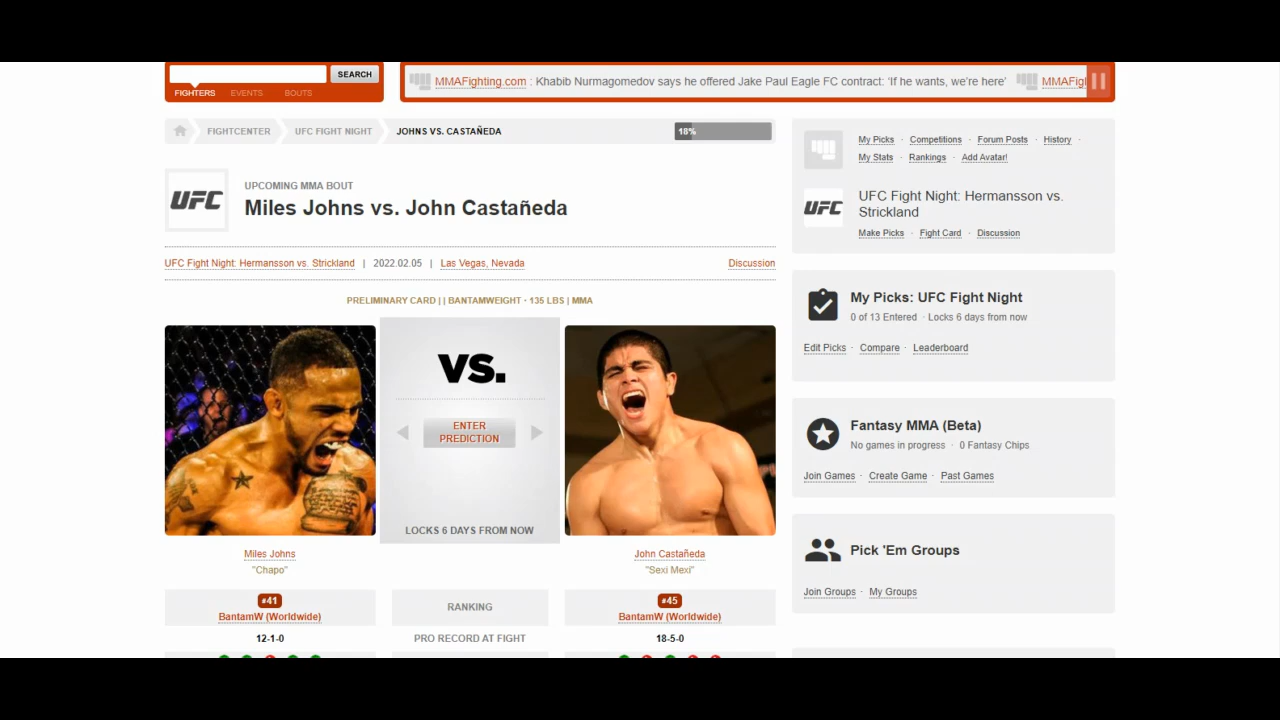 SEARCH
FIGHTERS EVENTS BOUTS
MMAFighting.com : Khabib Nurmagomedov says he offered Jake Paul Eagle FC contract: 'If he wants, we're here' MMAFigl
FIGHTCENTER UFC FIGHT NIGHT JOHNS VS. CASTAÑEDA 18%
UFC
UPCOMING MMA BOUT
Miles Johns vs. John Castañeda
UFC Fight Night: Hermansson vs. Strickland | 2022.02.05 | Las Vegas, Nevada Discussion
PRELIMINARY CARD | | BANTAMWEIGHT · 135 LBS | MMA
VS.
ENTER
PREDICTION
LOCKS 6 DAYS FROM NOW
Miles Johns
"Chapo"
John Castañeda
"Sexi Mexi"
#41
BantamW (Worldwide)
RANKING
#45
BantamW (Worldwide)
12-1-0 PRO RECORD AT FIGHT 18-5-0
My Picks · Competitions · Forum Posts · History ·
My Stats · Rankings · Add Avatar!
UFC
UFC Fight Night: Hermansson vs.
Strickland
Make Picks · Fight Card · Discussion
My Picks: UFC Fight Night
0 of 13 Entered · Locks 6 days from now
Edit Picks · Compare · Leaderboard
Fantasy MMA (Beta)
No games in progress · 0 Fantasy Chips
Join Games · Create Game · Past Games
Pick 'Em Groups
Join Groups · My Groups